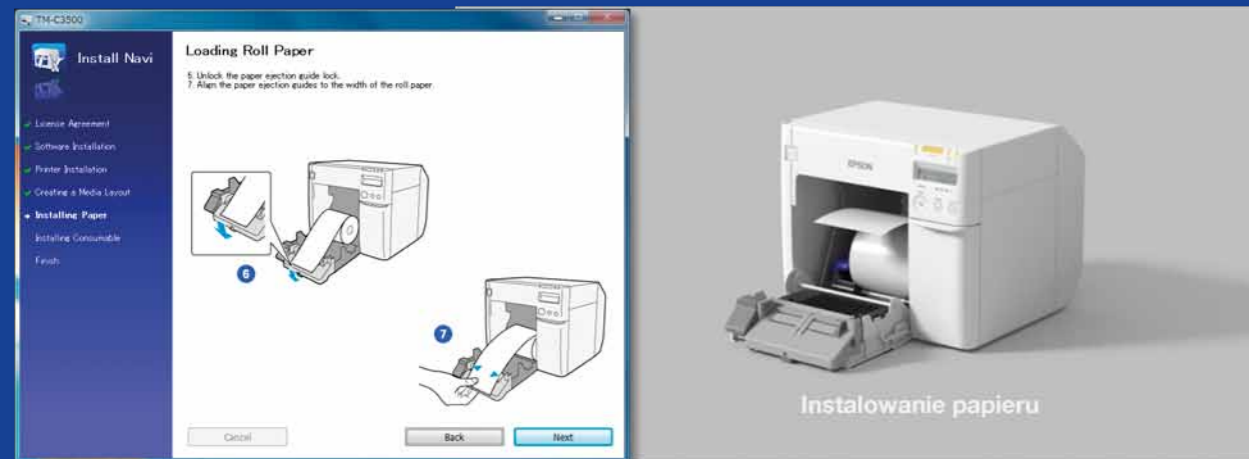 TM-C3500
Install Navi
License Agreement
Software Installation
Printer Installation
Creating a Media Layout
Installing Paper
Installing Consumable
Finish
Loading Roll Paper
6. Unlock the paper ejection guide lock.
7. Align the paper ejection guides to the width of the roll paper.
6
7
Cancel
Back
Next
EPSON
Instalowanie papieru